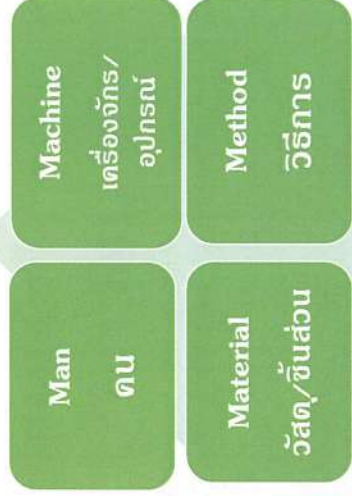 Man
คน
Machine
เครื่องจักร/
อุปกรณ์
Material
วัสดุ/ชิ้นส่วน
Method
วิธีการ